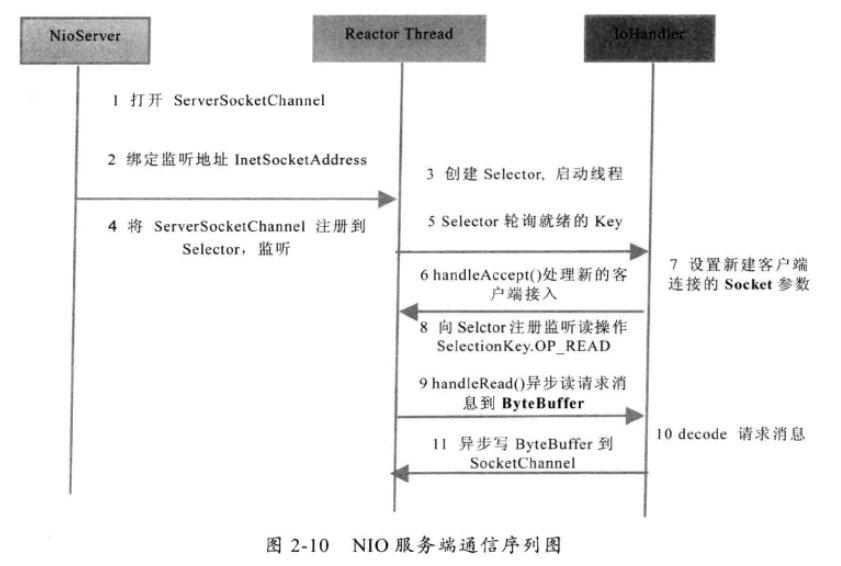 NioServer
Reactor Thread
IoHandler
1 打开 ServerSocketChannel
2 绑定监听地址 InetSocketAddress
3 创建 Selector, 启动线程
4 将 ServerSocketChannel 注册到
Selector，监听
5 Selector 轮询就绪的 Key
6 handleAccept()处理新的客
户端接入
7 设置新建客户端
连接的 Socket 参数
8 向 Selctor 注册监听读操作
SelectionKey.OP_READ
9 handleRead()异步读请求消
息到 ByteBuffer
10 decode 请求消息
11 异步写 ByteBuffer 到
SocketChannel
图 2-10 NIO 服务端通信序列图